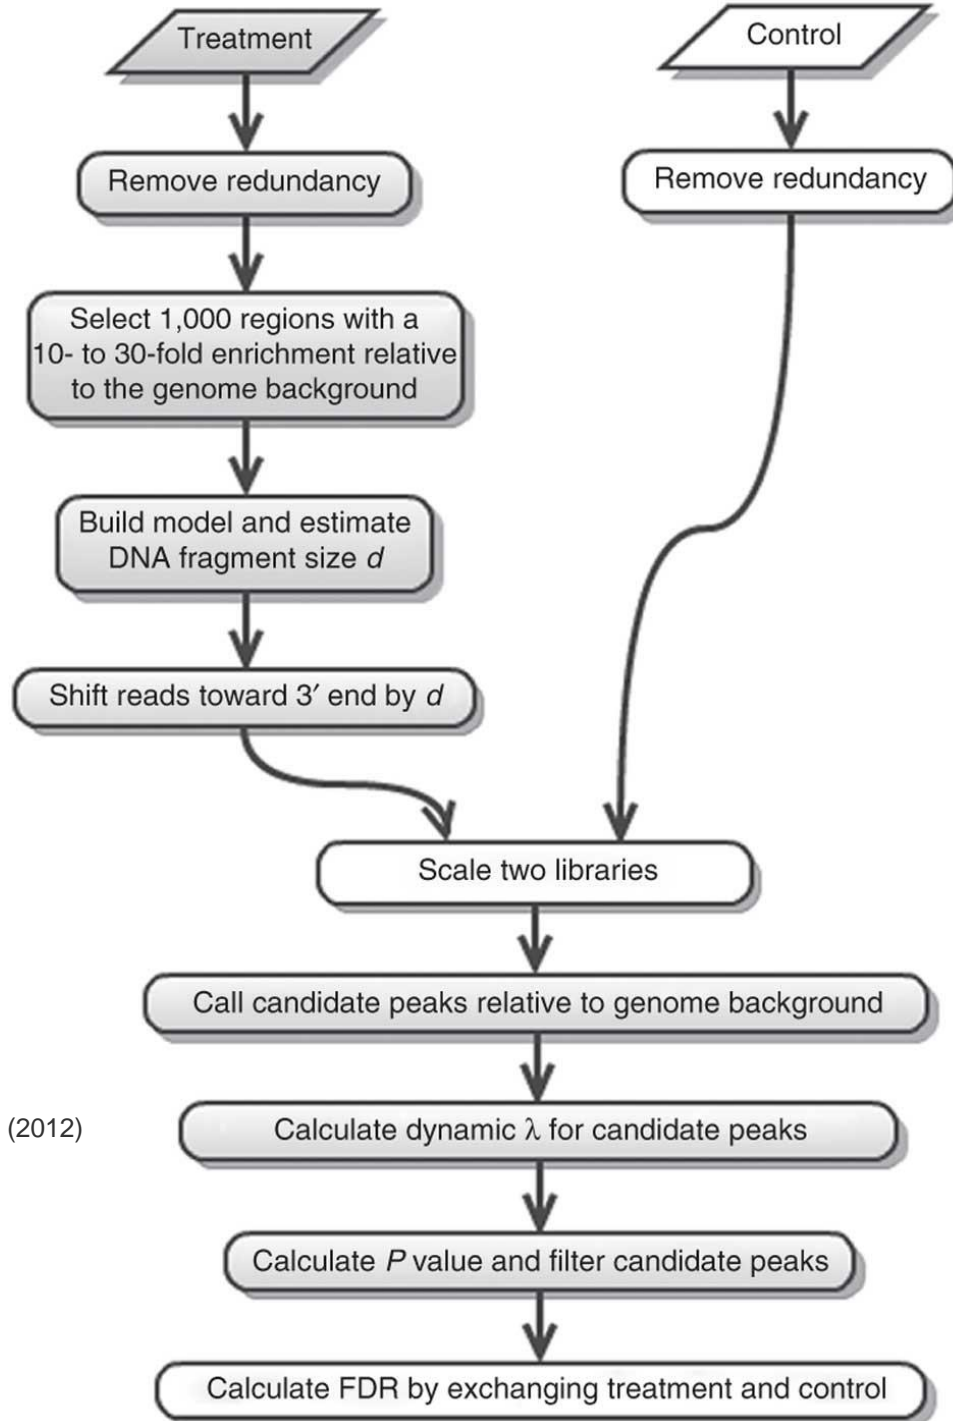 Treatment
Control
Remove redundancy
Remove redundancy
Select 1,000 regions with a
10- to 30-fold enrichment relative
to the genome background
Build model and estimate
DNA fragment size d
Shift reads toward 3′ end by d
Scale two libraries
Call candidate peaks relative to genome background
(2012)
Calculate dynamic λ for candidate peaks
Calculate P value and filter candidate peaks
Calculate FDR by exchanging treatment and control